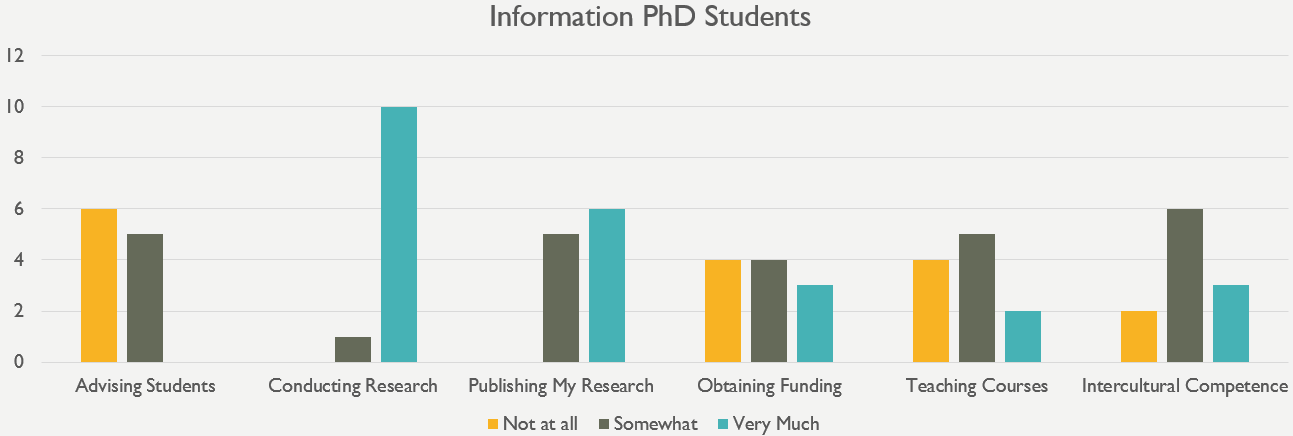 Information PhD Students
12
10
8
6
4
2
0
Advising Students Conducting Research Publishing My Research Obtaining Funding Teaching Courses Intercultural Competence
Not at all Somewhat Very Much